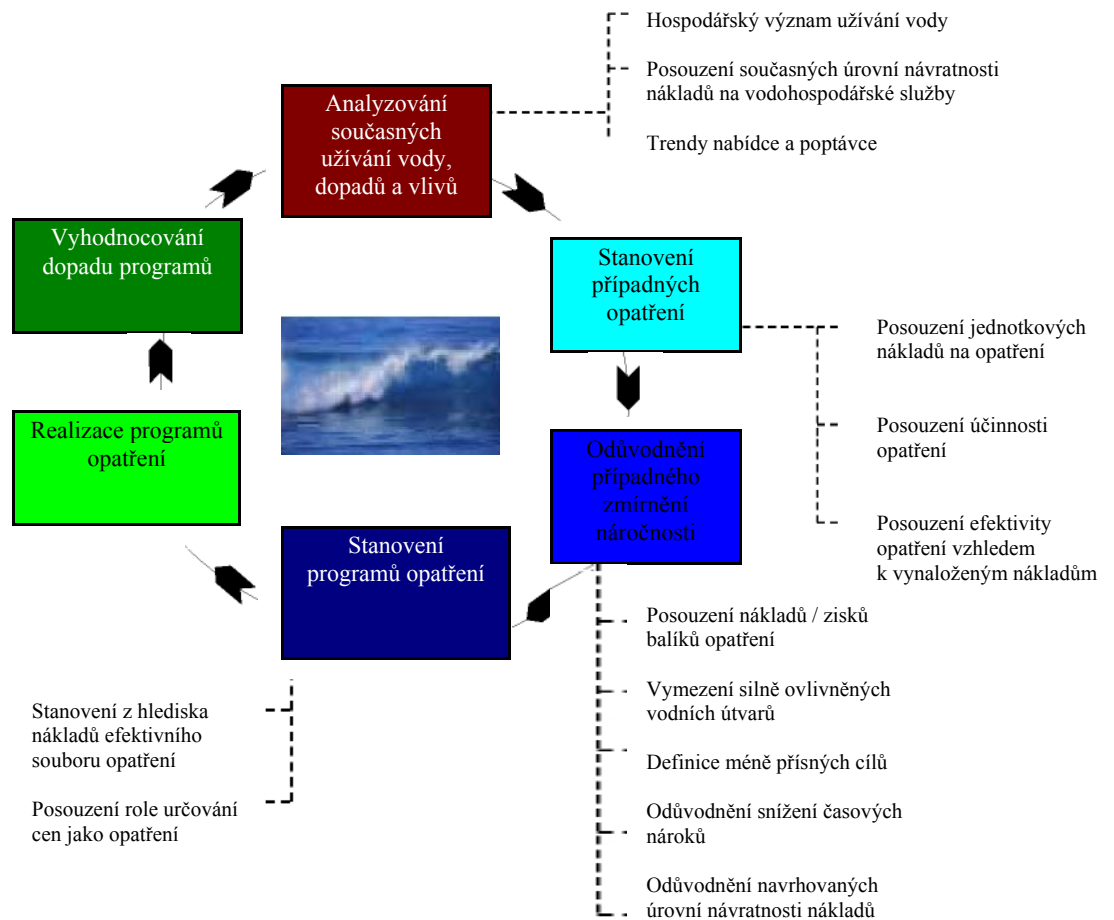 Hospodářský význam užívání vody
Posouzení současných úrovní návratnosti
nákladů na vodohospodářské služby
Trendy nabídce a poptávce
Analyzování
současných
užívání vody,
dopadů a vlivů
Vyhodnocování
dopadu programů
Stanovení
případných
opatření
Posouzení jednotkových
nákladů na opatření
Posouzení účinnosti
opatření
Posouzení efektivity
opatření vzhledem
k vynaloženým nákladům
Realizace programů
opatření
Odůvodnění
případného
zmírnění
náročnosti
Stanovení
programů opatření
Posouzení nákladů / zisků
balíků opatření
Vymezení silně ovlivněných
vodních útvarů
Definice méně přísných cílů
Odůvodnění snížení časových
nároků
Odůvodnění navrhovaných
úrovní návratnosti nákladů
Stanovení z hlediska
nákladů efektivního
souboru opatření
Posouzení role určování
cen jako opatření